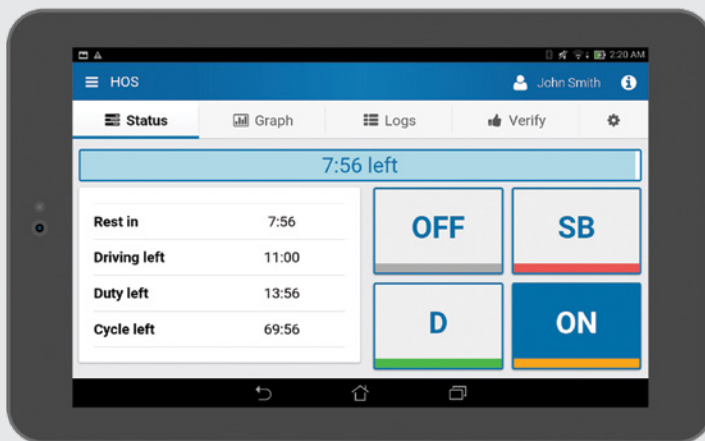 2:20 AM
HOS
John Smith
Status
Graph
Logs
Verify
7:56 left
Rest in 7:56
Driving left 11:00
Duty left 13:56
Cycle left 69:56
OFF
SB
D
ON